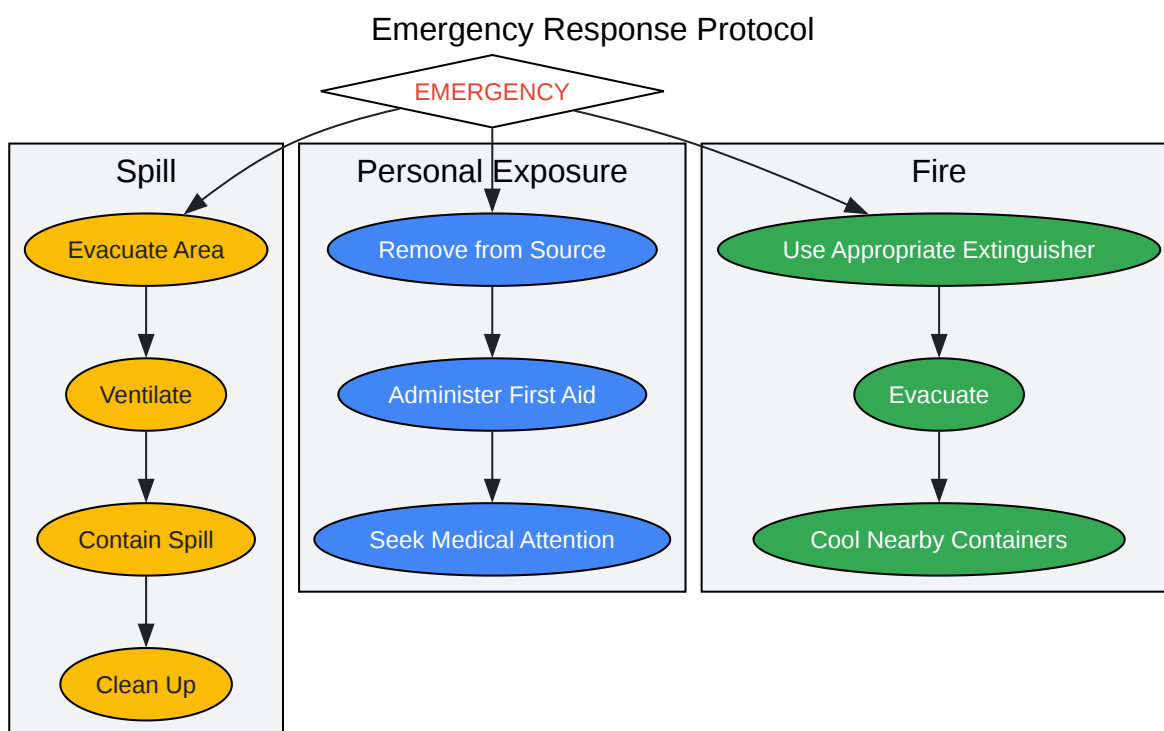 Emergency Response Protocol
EMERGENCY
Spill
Evacuate Area
Ventilate
Contain Spill
Clean Up
Personal Exposure
Remove from Source
Administer First Aid
Seek Medical Attention
Fire
Use Appropriate Extinguisher
Evacuate
Cool Nearby Containers